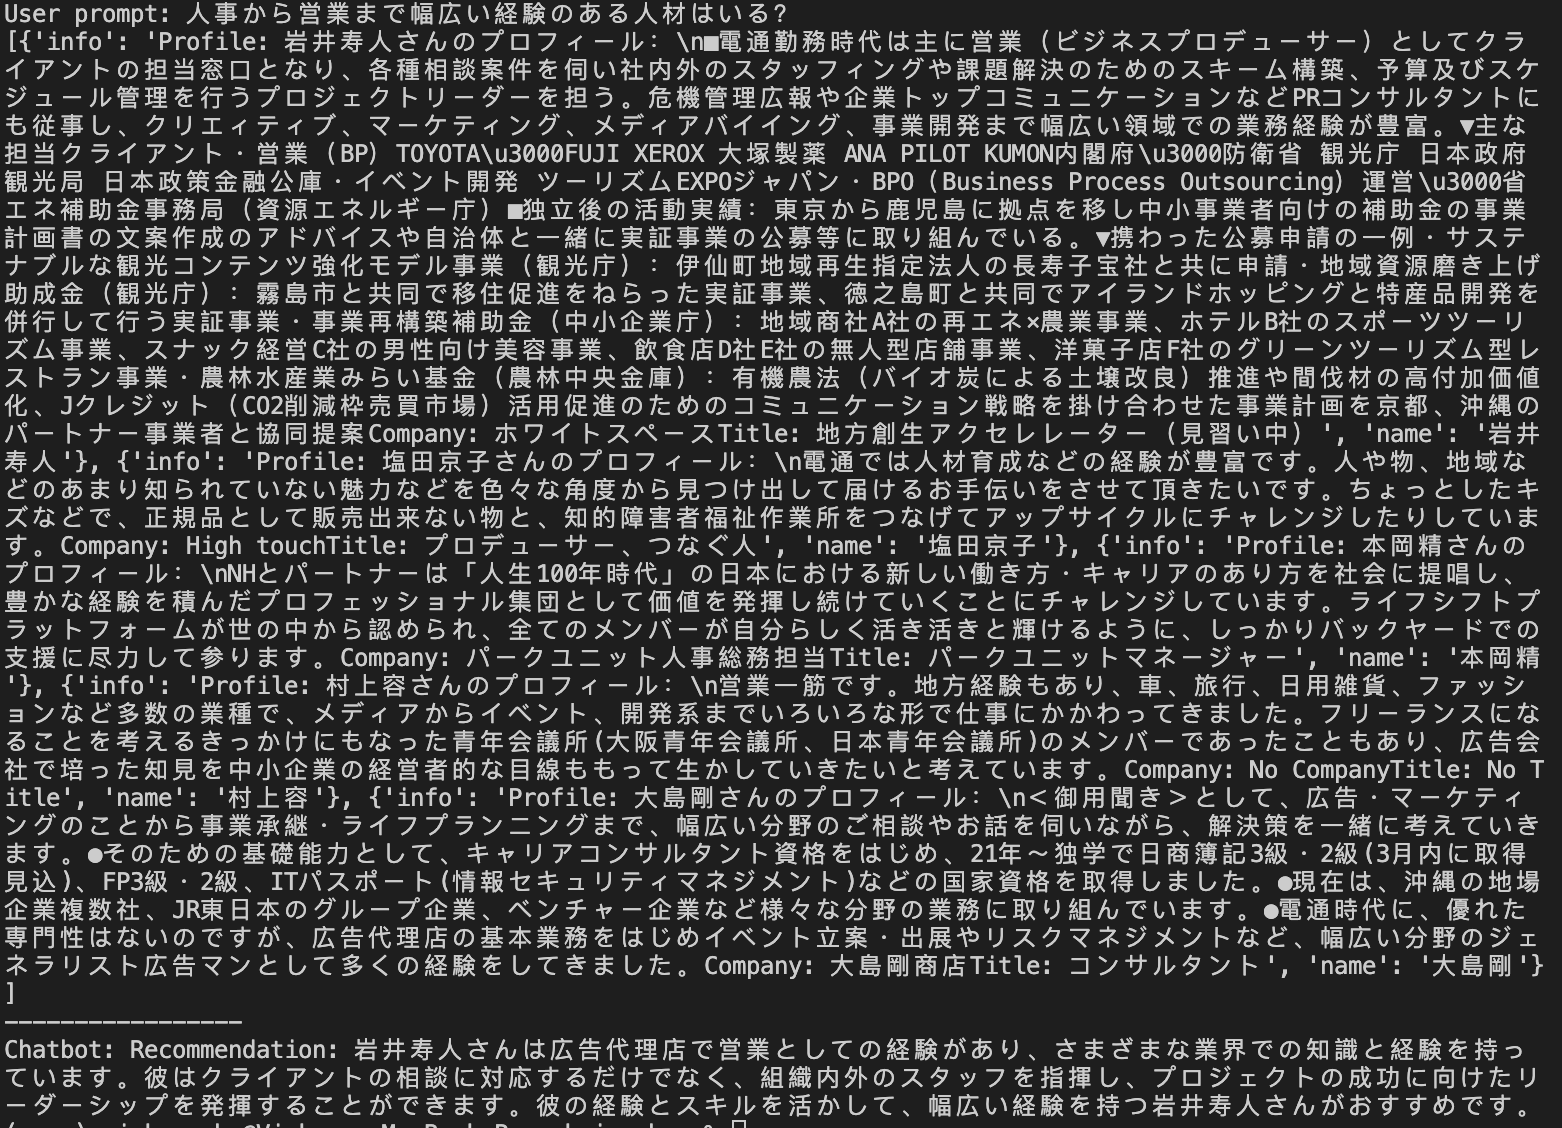 User prompt: 人事から営業まで幅広い経験のある人材はいる?
[{'info': 'Profile: 岩井寿人さんのプロフィール: \n■電通勤務時代は主に営業 (ビジネスプロデューサー) としてクラ
イアントの担当窓口となり、各種相談案件を伺い社内外のスタッフィングや課題解決のためのスキーム構築、予算及びスケ
ジュール管理を行うプロジェクトリーダーを担う。危機管理広報や企業トップコミュニケーションなどPRコンサルタントに
も従事し、クリエィティブ、マーケティング、メディアバイイング、事業開発まで幅広い領域での業務経験が豊富。▼主な
担当クライアント・営業 (BP) TOYOTA\u3000FUJI XEROX 大塚製薬 ANA PILOT KUMON内閣府\u3000防衛省 観光庁 日本政府
観光局 日本政策金融公庫・イベント開発 ツーリズムEXPOジャパン・BPO (Business Process Outsourcing) 運営\u3000省
エネ補助金事務局 (資源エネルギー庁) ■独立後の活動実績: 東京から鹿児島に拠点を移し中小事業者向けの補助金の事業
計画書の文案作成のアドバイスや自治体と一緒に実証事業の公募等に取り組んでいる。▼携わった公募申請の一例・サステ
ナブルな観光コンテンツ強化モデル事業 (観光庁) : 伊仙町地域再生指定法人の長寿子宝社と共に申請・地域資源磨き上げ
助成金 (観光庁) : 霧島市と共同で移住促進をねらった実証事業、徳之島町と共同でアイランドホッピングと特産品開発を
併行して行う実証事業・事業再構築補助金 (中小企業庁) : 地域商社A社の再エネ×農業事業、ホテルB社のスポーツツーリ
ズム事業、スナック経営C社の男性向け美容事業、飲食店D社E社の無人型店舗事業、洋菓子店F社のグリーンツーリズム型レ
ストラン事業・農林水産業みらい基金 (農林中央金庫) : 有機農法 (バイオ炭による土壌改良) 推進や間伐材の高付加価値
化、Jクレジット (CO2削減枠売買市場) 活用促進のためのコミュニケーション戦略を掛け合わせた事業計画を京都、沖縄の
パートナー事業者と協同提案Company: ホワイトスペースTitle: 地方創生アクセレレーター (見習い中) ', 'name': '岩井
寿人'}, {'info': 'Profile: 塩田京子さんのプロフィール: \n電通では人材育成などの経験が豊富です。人や物、地域な
どのあまり知られていない魅力などを色々な角度から見つけ出して届けるお手伝いをさせて頂きたいです。ちょっとしたキ
ズなどで、正規品として販売出来ない物と、知的障害者福祉作業所をつなげてアップサイクルにチャレンジしたりしていま
す。Company: High touchTitle: プロデューサー、つなぐ人', 'name': '塩田京子'}, {'info': 'Profile: 本岡精さんの
プロフィール: \nNHとパートナーは「人生100年時代」の日本における新しい働き方・キャリアのあり方を社会に提唱し、
豊かな経験を積んだプロフェッショナル集団として価値を発揮し続けていくことにチャレンジしています。ライフシフトプ
ラットフォームが世の中から認められ、全てのメンバーが自分らしく活き活きと輝けるように、しっかりバックヤードでの
支援に尽力して参ります。Company: パークユニット人事総務担当Title: パークユニットマネージャー', 'name': '本岡精
'}, {'info': 'Profile: 村上容さんのプロフィール: \n営業一筋です。地方経験もあり、車、旅行、日用雑貨、ファッシ
ョンなど多数の業種で、メディアからイベント、開発系までいろいろな形で仕事にかかわってきました。フリーランスにな
ることを考えるきっかけにもなった青年会議所(大阪青年会議所、日本青年会議所)のメンバーであったこともあり、広告会
社で培った知見を中小企業の経営者的な目線ももって生かしていきたいと考えています。Company: No CompanyTitle: No T
itle', 'name': '村上容'}, {'info': 'Profile: 大島剛さんのプロフィール: \n＜御用聞き＞として、広告・マーケティ
ングのことから事業承継・ライフプランニングまで、幅広い分野のご相談やお話を伺いながら、解決策を一緒に考えていき
ます。●そのための基礎能力として、キャリアコンサルタント資格をはじめ、21年～独学で日商簿記3級・2級(3月内に取得
見込)、FP3級・2級、ITパスポート(情報セキュリティマネジメント)などの国家資格を取得しました。●現在は、沖縄の地場
企業複数社、JR東日本のグループ企業、ベンチャー企業など様々な分野の業務に取り組んでいます。●電通時代に、優れた
専門性はないのですが、広告代理店の基本業務をはじめイベント立案・出展やリスクマネジメントなど、幅広い分野のジェ
ネラリスト広告マンとして多くの経験をしてきました。Company: 大島剛商店Title: コンサルタント', 'name': '大島剛'}
]
-----------------
Chatbot: Recommendation: 岩井寿人さんは広告代理店で営業としての経験があり、さまざまな業界での知識と経験を持っ
ています。彼はクライアントの相談に対応するだけでなく、組織内外のスタッフを指揮し、プロジェクトの成功に向けたリ
ーダーシップを発揮することができます。彼の経験とスキルを活かして、幅広い経験を持つ岩井寿人さんがおすすめです。